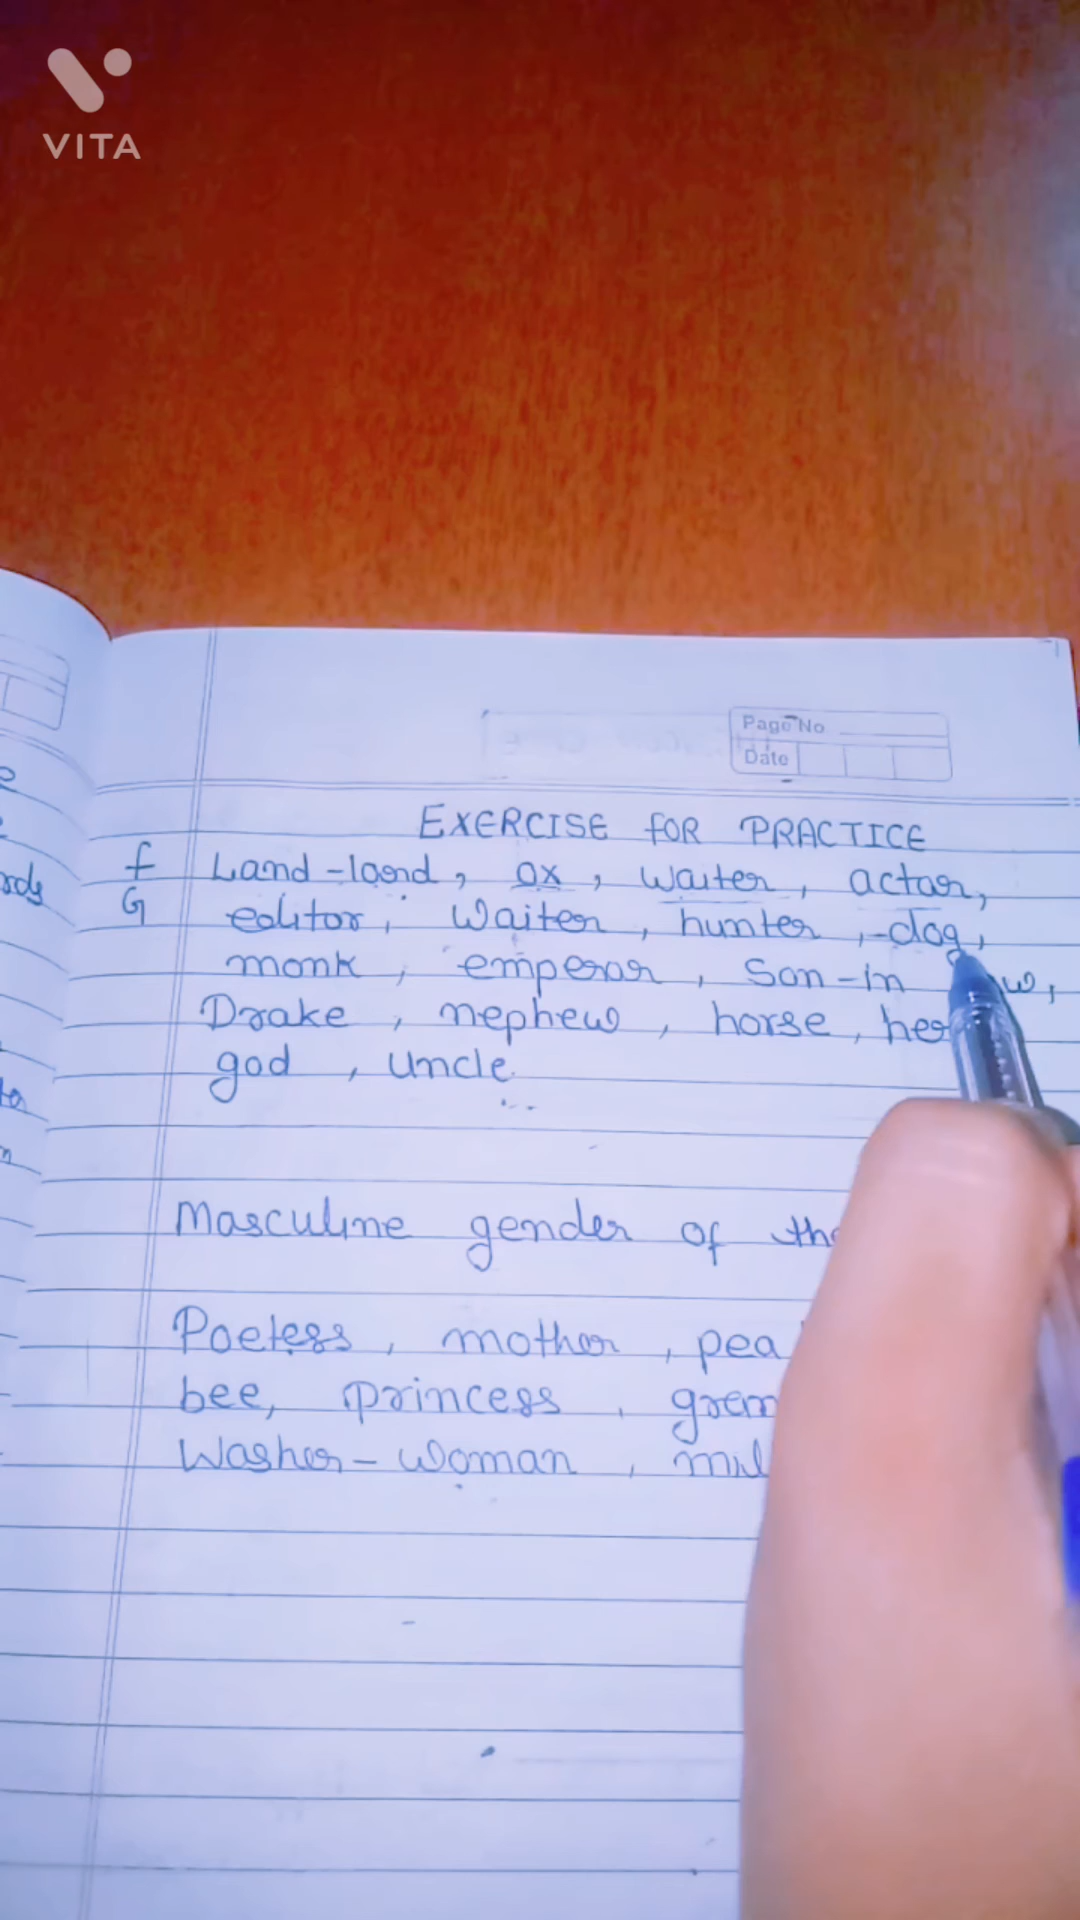 VITA
Page No
Date
EXERCISE FOR PRACTICE
f Land-lord, ox, waiter, actor,
G editor, waiter, hunter, dog,
monk, emperor, Son-in
Drake, nephew, horse,
god, uncle.
Masculine gender of
Poetess, mother,
bee, princess,
Washer-woman,